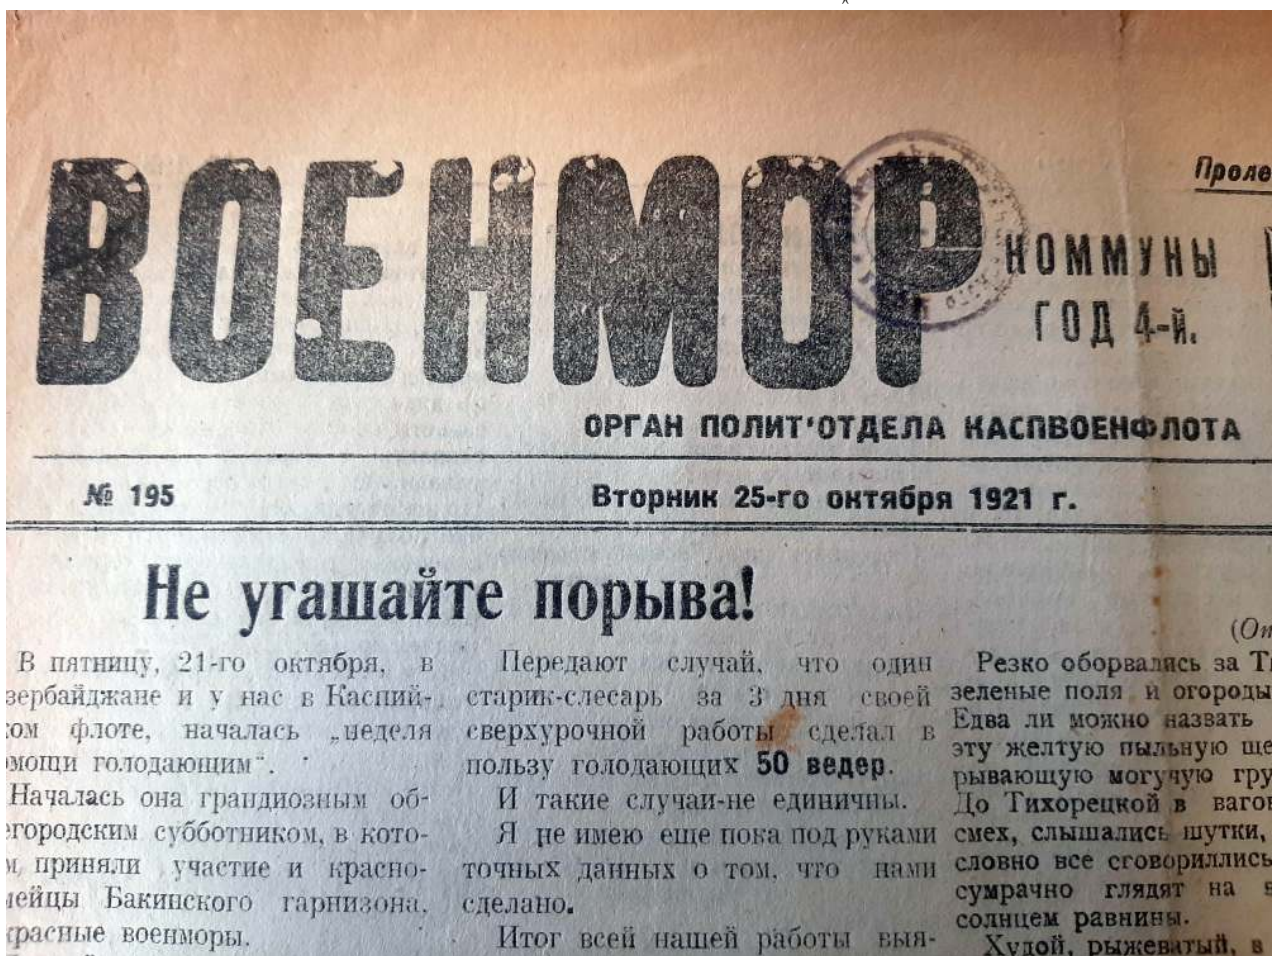 ВОЕНМОР
Проле
КОММУНЫ
ГОД 4-й.
ОРГАН ПОЛИТ'ОТДЕЛА КАСПВОЕНФЛОТА
№ 195
Вторник 25-го октября 1921 г.
Не угашайте порыва!
В пятницу, 21-го октября, в
зербайджане и у нас в Каспий-
ком флоте, началась „неделя
мощи голодающим".
Началась она грандиозным об-
егородским субботником, в кото-
м приняли участие и красно-
мейцы Бакинского гарнизона,
красные военморы.
Передают случай, что один
старик-слесарь за 3 дня своей
сверхурочной работы сделал в
пользу голодающих 50 ведер.
И такие случаи-не единичны.
Я не имею еще пока под руками
точных данных о том, что нами
сделано.
Итог всей нашей работы выя-
(От
Резко оборвались за Ти
зеленые поля и огороды
Едва ли можно назвать
эту желтую пыльную ще
рывающую могучую гру
До Тихорецкой в ваго
смех, слышались шутки,
словно все сговориллись
сумрачно глядят на в
солнцем равнины.
Худой, рыжеватый, в